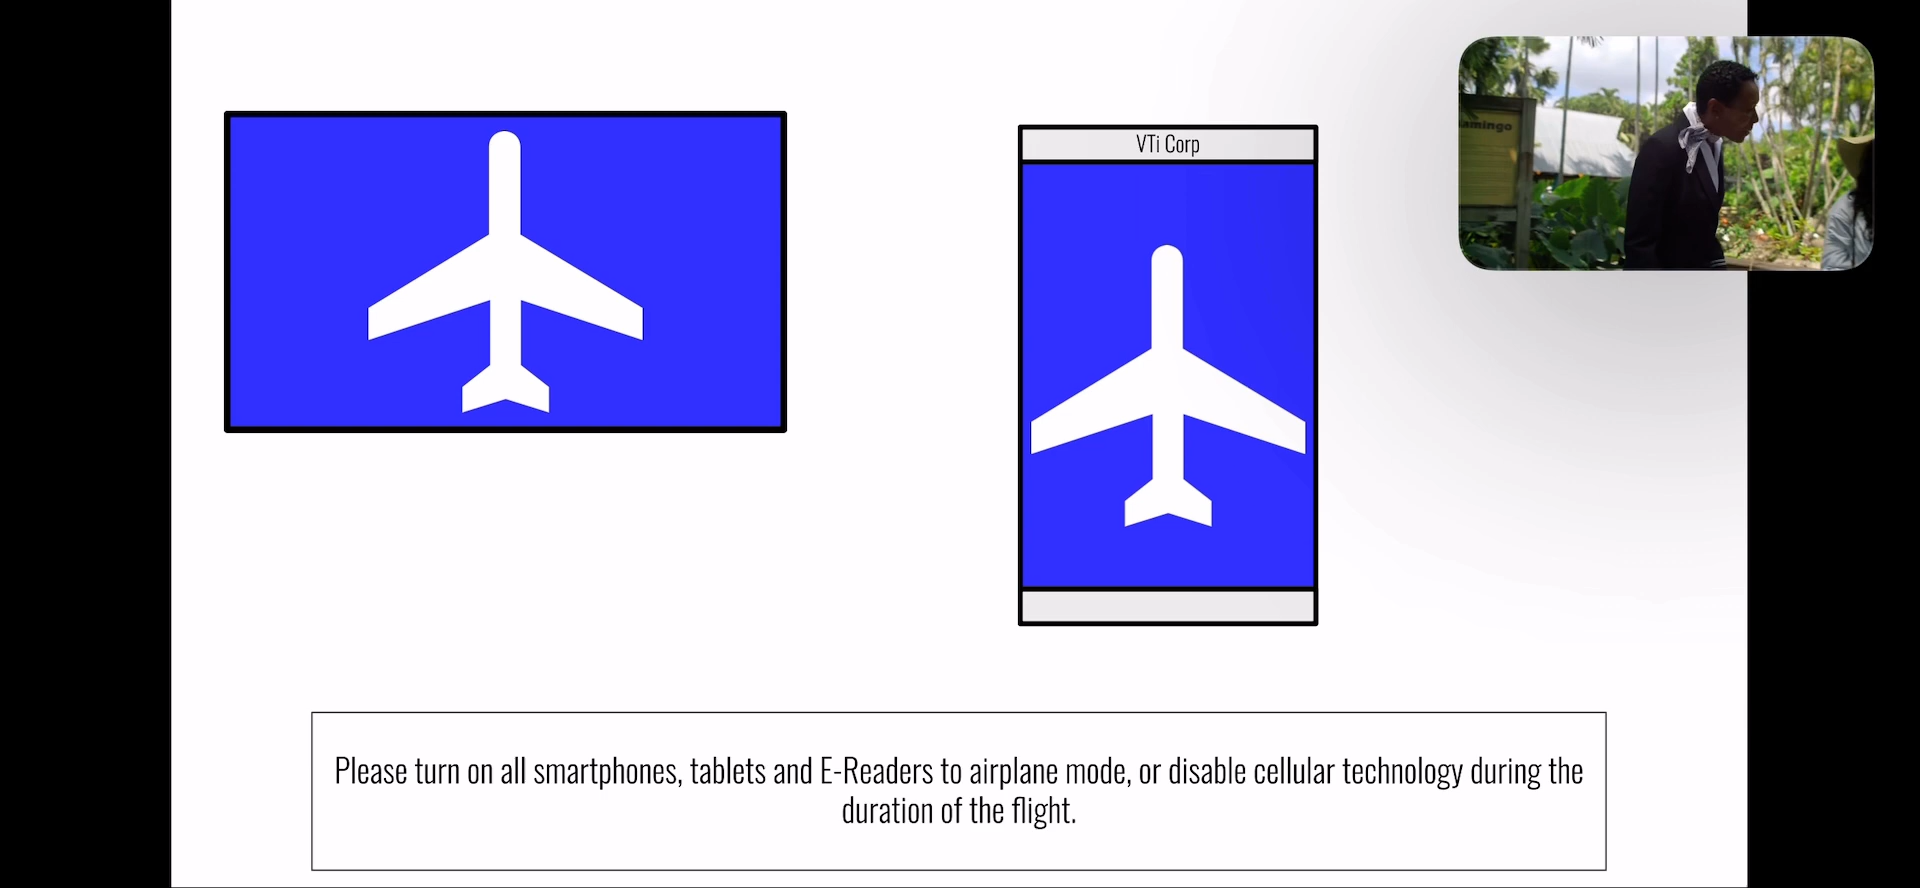 VTi Corp
Please turn on all smartphones, tablets and E-Readers to airplane mode, or disable cellular technology during the
duration of the flight.